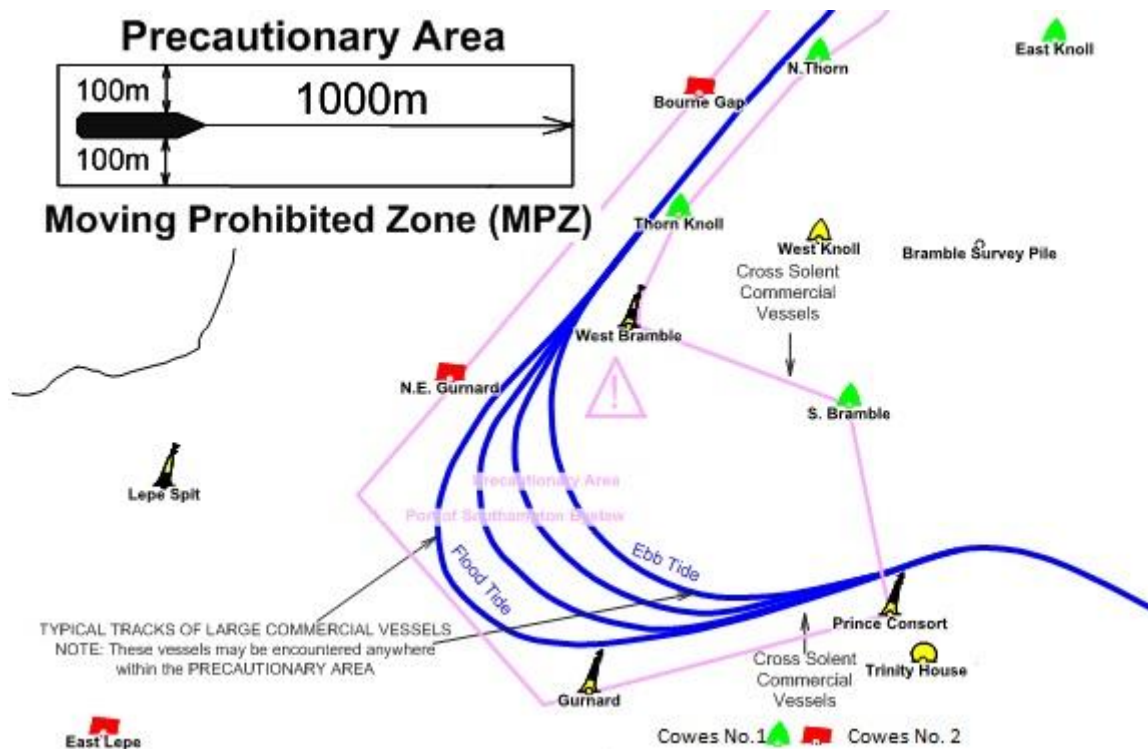 Precautionary Area
100m
1000m
100m
Moving Prohibited Zone (MPZ)
N.Thorn
East Knoll
Bourne Gap
Thorn Knoll
West Knoll
Bramble Survey Pile
Cross Solent
Commercial
Vessels
West Bramble
N.E. Gurnard
!
S. Bramble
Lepe Spit
Precautionary Area
Port of Southampton Byelaw
Flood Tide
Ebb Tide
TYPICAL TRACKS OF LARGE COMMERCIAL VESSELS
NOTE: These vessels may be encountered anywhere
within the PRECAUTIONARY AREA
Prince Consort
Cross Solent
Commercial
Vessels
Trinity House
Gurnard
East Lepe
Cowes No.1
Cowes No. 2